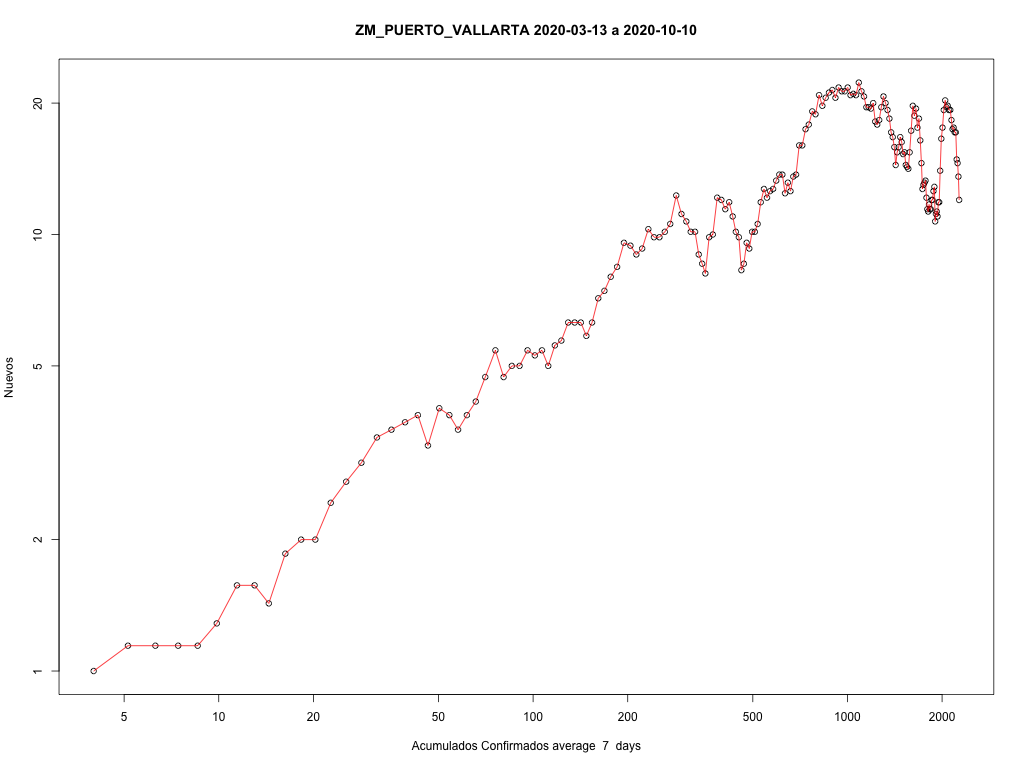 ZM_PUERTO_VALLARTA 2020-03-13 a 2020-10-10
20
10
5
2
1
Nuevos
5 10 20 50 100 200 500 1000 2000
Acumulados Confirmados average 7 days